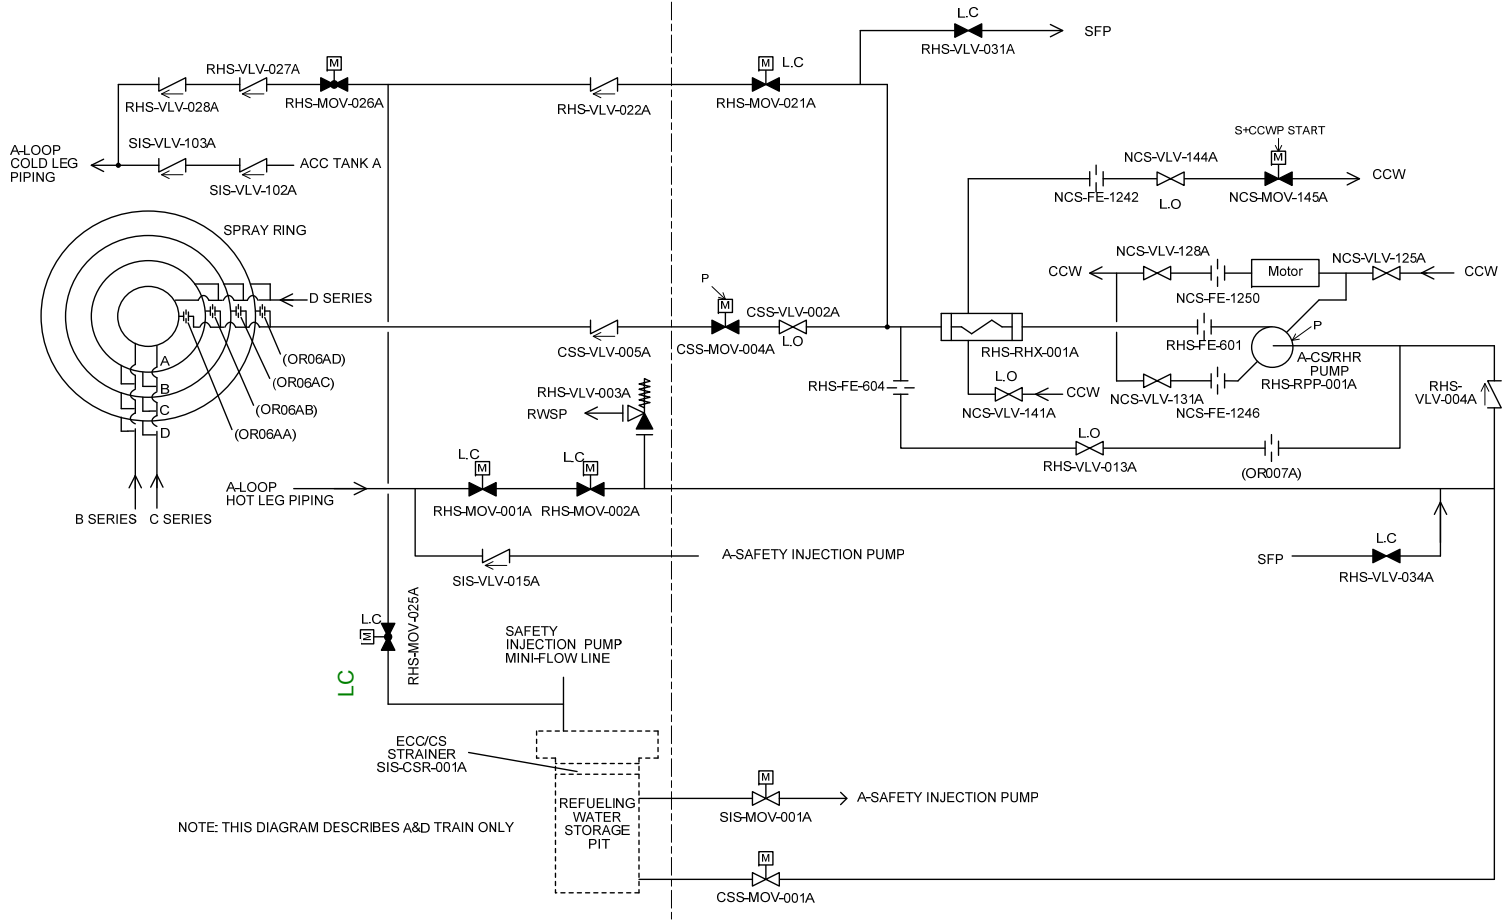 L.C
RHS-VLV-031A
SFP
RHS-VLV-027A
M
RHS-VLV-028A
RHS-MOV-026A
RHS-VLV-022A
M
L.C
RHS-MOV-021A
A-LOOP
COLD LEG
PIPING
SIS-VLV-103A
ACC TANK A
SIS-VLV-102A
S+CCWP START
M
NCS-VLV-144A
CCW
NCS-FE-1242
L.O
NCS-MOV-145A
SPRAY RING
D SERIES
NCS-VLV-128A
Motor
NCS-VLV-125A
CCW
CCW
NCS-FE-1250
P
M
CSS-VLV-002A
L.O
CSS-VLV-005A
CSS-MOV-004A
RHS-RHX-001A
RHS-FE-601
P
A-CS/RHR
PUMP
RHS-RPP-001A
A
B
C
D
(OR06AD)
(OR06AC)
(OR06AB)
(OR06AA)
RHS-VLV-003A
RWSP
RHS-FE-604
L.O
CCW
NCS-VLV-141A
NCS-VLV-131A
NCS-FE-1246
RHS-
VLV-004A
L.O
RHS-VLV-013A
(OR007A)
A-LOOP
HOT LEG PIPING
L.C
M
L.C
M
RHS-MOV-001A
RHS-MOV-002A
B SERIES
C SERIES
SIS-VLV-015A
A-SAFETY INJECTION PUMP
SFP
L.C
RHS-VLV-034A
L.C
M
RHS-MOV-025A
LC
SAFETY
INJECTION PUMP
MINI-FLOW LINE
ECC/CS
STRAINER
SIS-CSR-001A
REFUELING
WATER
STORAGE
PIT
M
A-SAFETY INJECTION PUMP
SIS-MOV-001A
NOTE: THIS DIAGRAM DESCRIBES A&D TRAIN ONLY
M
CSS-MOV-001A